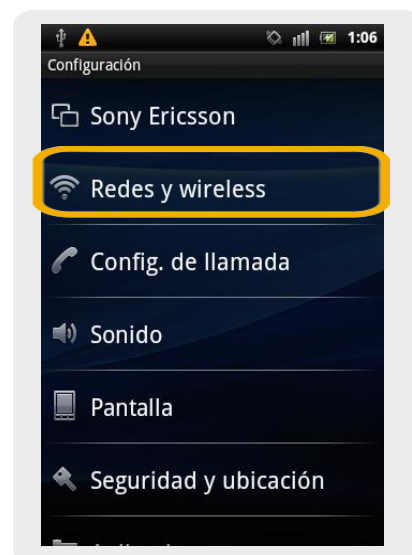 1:06
Configuración
Sony Ericsson
Redes y wireless
Config. de llamada
Sonido
Pantalla
Seguridad y ubicación